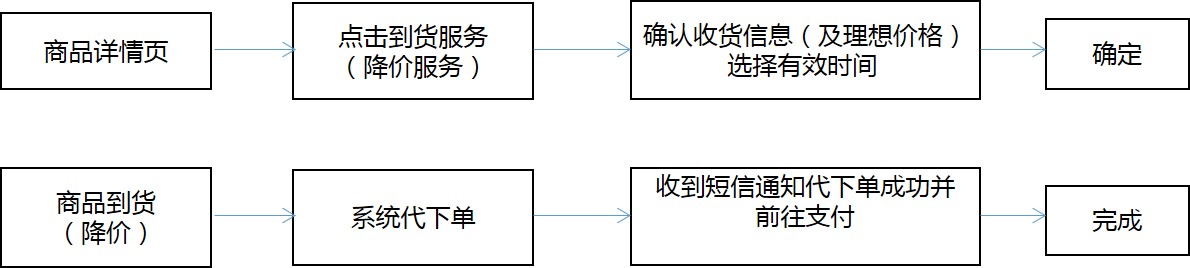 商品详情页
点击到货服务
（降价服务）
确认收货信息（及理想价格）
选择有效时间
确定
商品到货
（降价）
系统代下单
收到短信通知代下单成功并
前往支付
完成